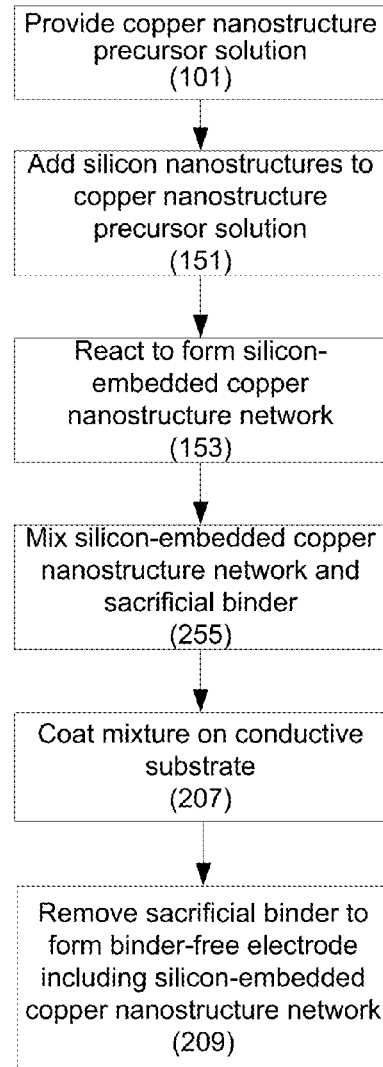 Provide copper nanostructure
precursor solution
(101)
Add silicon nanostructures to
copper nanostructure
precursor solution
(151)
React to form silicon-
embedded copper
nanostructure network
(153)
Mix silicon-embedded copper
nanostructure network and
sacrificial binder
(255)
Coat mixture on conductive
substrate
(207)
Remove sacrificial binder to
form binder-free electrode
including silicon-embedded
copper nanostructure network
(209)